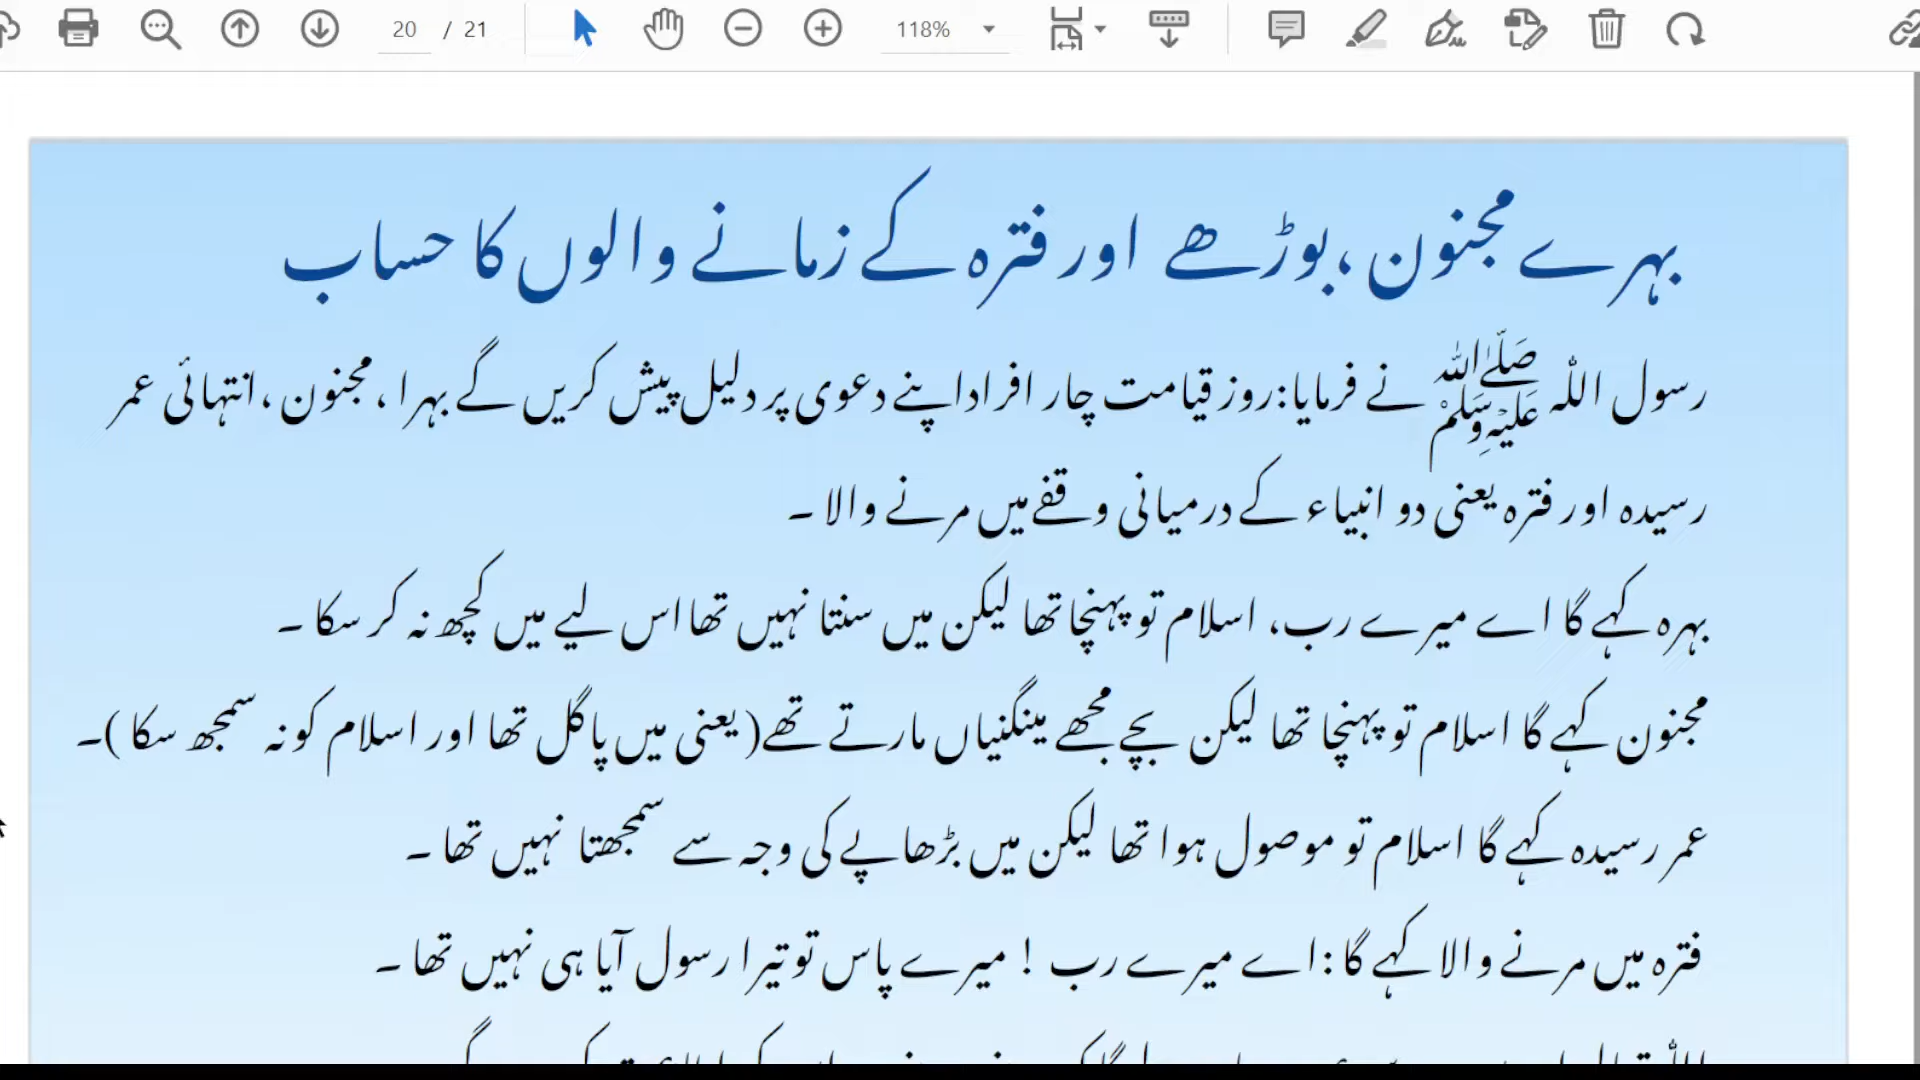 20 / 21 118%
بہرے مجنون ،بوڑھے اور فترہ کے زمانے والوں کا حساب
رسول اللہ ﷺ نے فرمایا:روز قیامت چار افراد اپنے دعوی پر دلیل پیش کریں گے بہرا ،مجنون ،انتہائی عمر
رسیدہ اور فترہ یعنی دو انبیاء کے درمیانی وقفے میں مرنے والا ۔
بہرہ کہے گا اے میرے رب، اسلام تو پہنچا تھا لیکن میں سنتا نہیں تھا اس لیے میں کچھ نہ کر سکا ۔
مجنون کہے گا اسلام تو پہنچا تھا لیکن بچے مجھے مینگنیاں مارتے تھے( یعنی میں پاگل تھا اور اسلام کو نہ سمجھ سکا )۔
عمر رسیدہ کہے گا اسلام تو موصول ہوا تھا لیکن میں بڑھاپے کی وجہ سے سمجھتا نہیں تھا ۔
فترہ میں مرنے والا کہے گا :اے میرے رب ! میرے پاس تو تیرا رسول آیا ہی نہیں تھا ۔